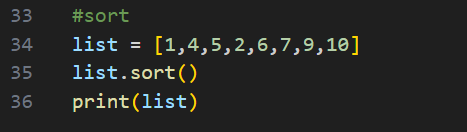 33 #sort
34 list = [1,4,5,2,6,7,9,10]
35 list.sort()
36 print(list)